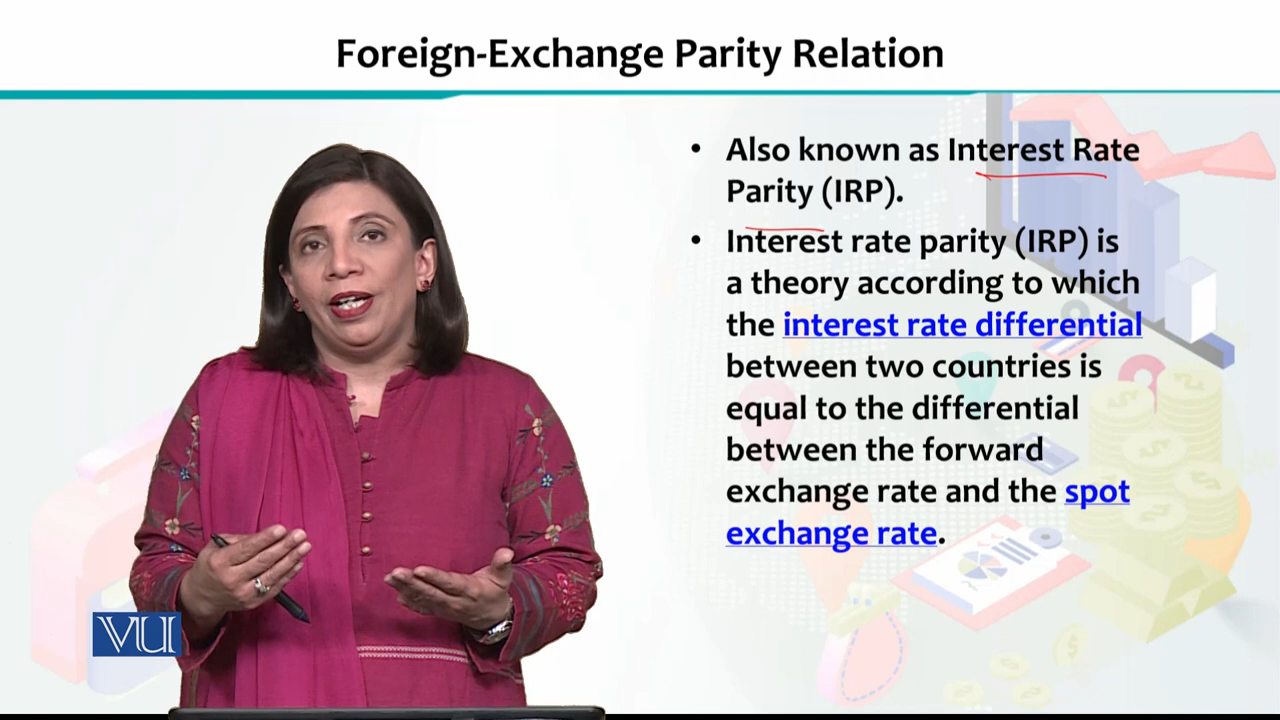 Foreign-Exchange Parity Relation
• Also known as Interest Rate
Parity (IRP).
• Interest rate parity (IRP) is
a theory according to which
the interest rate differential
between two countries is
equal to the differential
between the forward
exchange rate and the spot
exchange rate.
VU